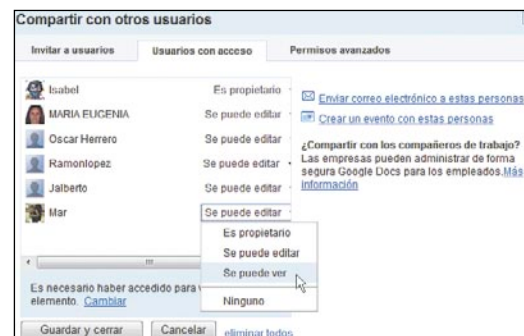 Compartir con otros usuarios
Invitar a usuarios Usuarios con acceso Permisos avanzados
Isabel Es propietario
MARIA EUGENIA Se puede editar
Oscar Herrero Se puede editar
Ramonlopez Se puede editar
Jalberto Se puede editar
Mar Se puede editar
Es propietario
Se puede editar
Se puede ver
Ninguno
Es necesario haber accedido para
elemento. Cambiar
Guardar y cerrar Cancelar eliminar todos
Enviar correo electrónico a estas personas
Crear un evento con estas personas
¿Compartir con los compañeros de trabajo?
Las empresas pueden administrar de forma
segura Google Docs para los empleados.Más
información